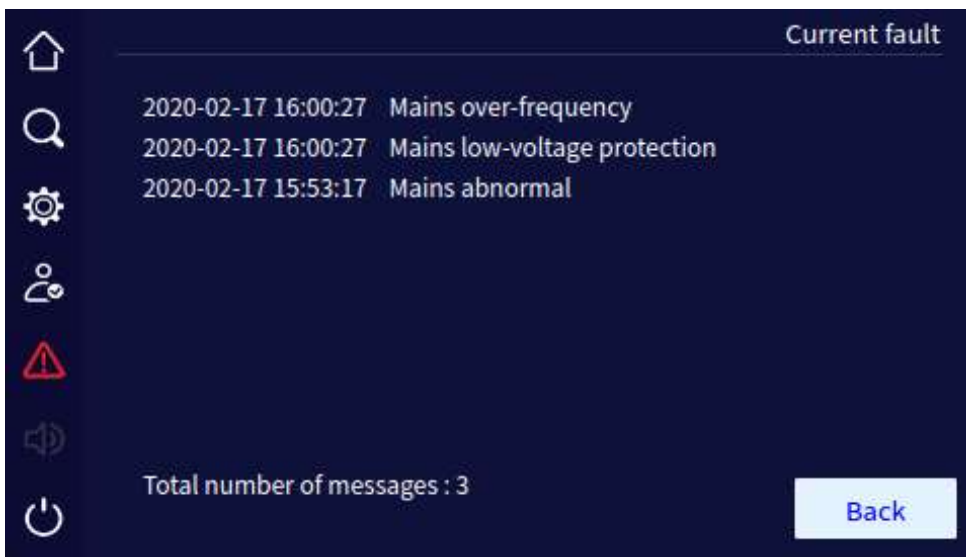 Current fault
2020-02-17 16:00:27 Mains over-frequency
2020-02-17 16:00:27 Mains low-voltage protection
2020-02-17 15:53:17 Mains abnormal
Total number of messages : 3
Back